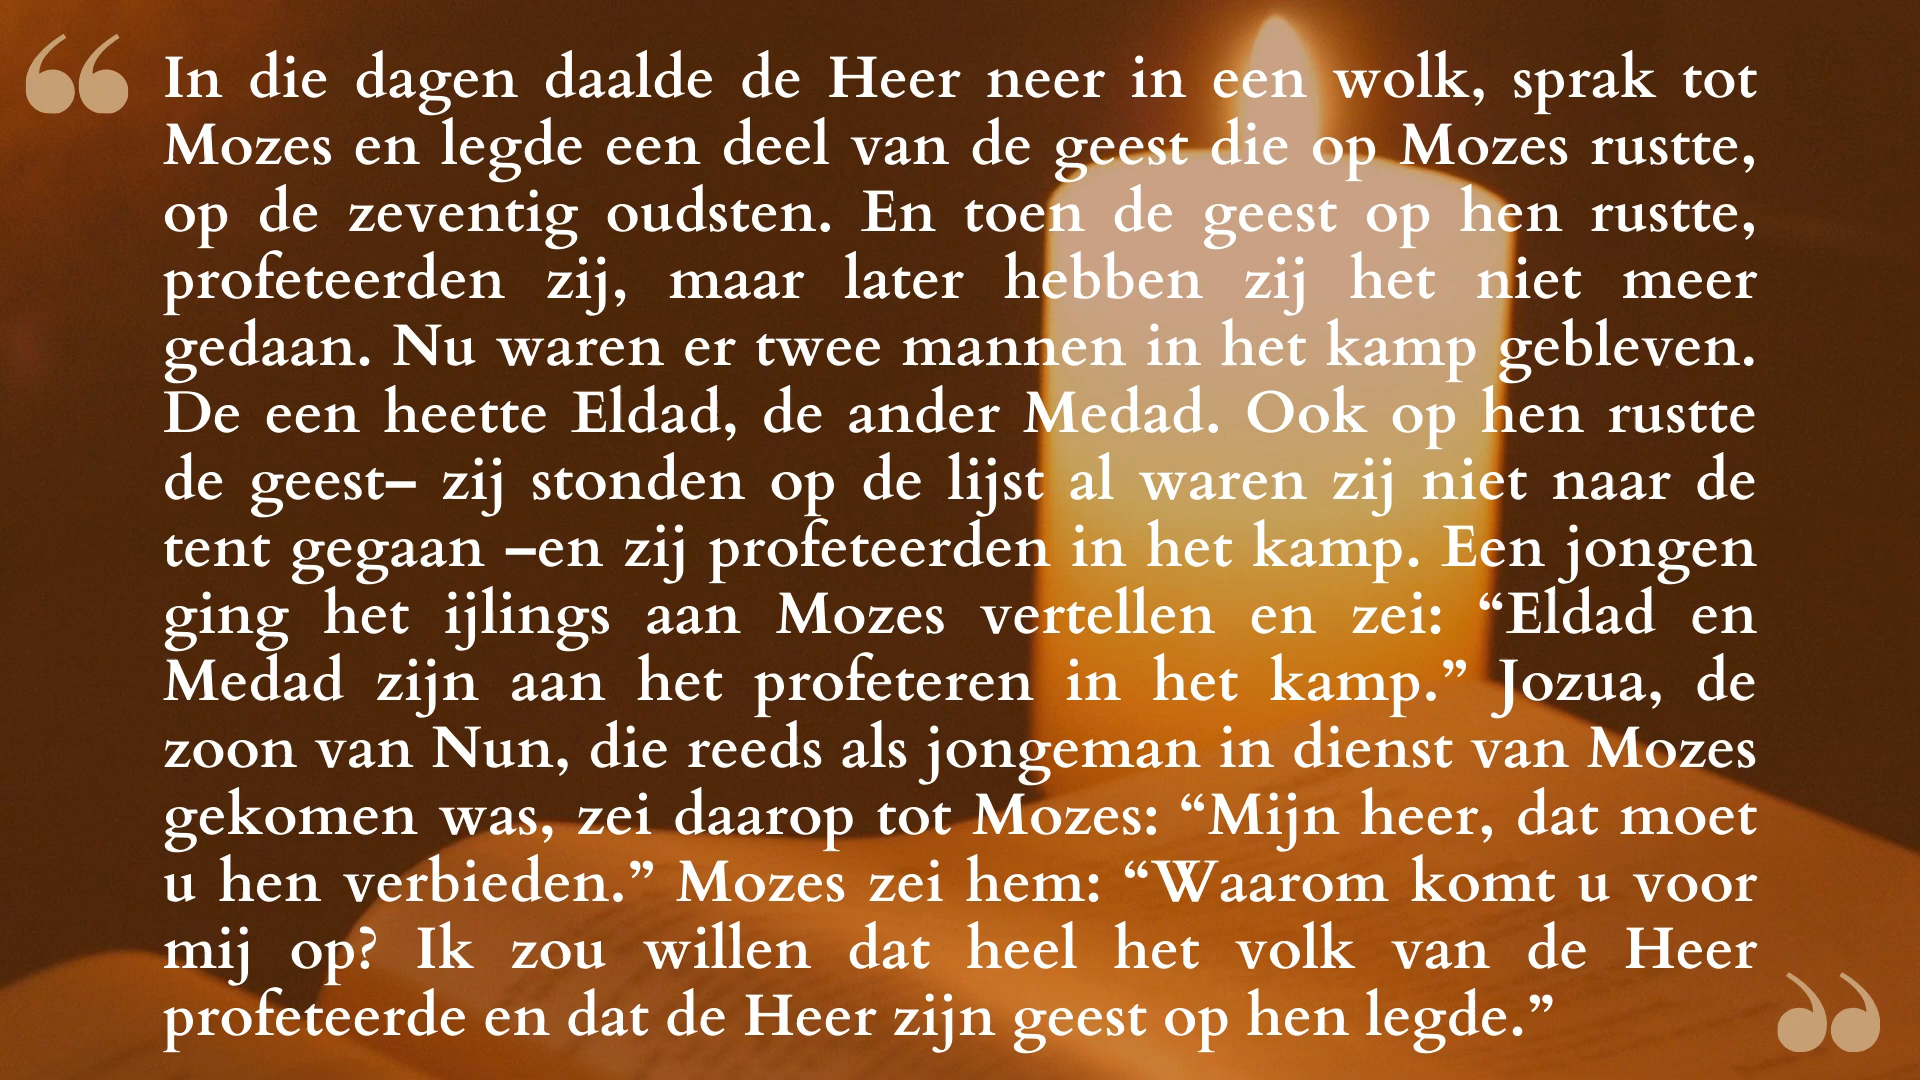 In die dagen daalde de Heer neer in een wolk, sprak tot
Mozes en legde een deel van de geest die op Mozes rustte,
op de zeventig oudsten. En toen de geest op hen rustte,
profeteerden zij, maar later hebben zij het niet meer
gedaan. Nu waren er twee mannen in het kamp gebleven.
De een heette Eldad, de ander Medad. Ook op hen rustte
de geest– zij stonden op de lijst al waren zij niet naar de
tent gegaan –en zij profeteerden in het kamp. Een jongen
ging het ijlings aan Mozes vertellen en zei: “Eldad en
Medad zijn aan het profeteren in het kamp.” Jozua, de
zoon van Nun, die reeds als jongeman in dienst van Mozes
gekomen was, zei daarop tot Mozes: “Mijn heer, dat moet
u hen verbieden.” Mozes zei hem: “Waarom komt u voor
mij op? Ik zou willen dat heel het volk van de Heer
profeteerde en dat de Heer zijn geest op hen legde.”